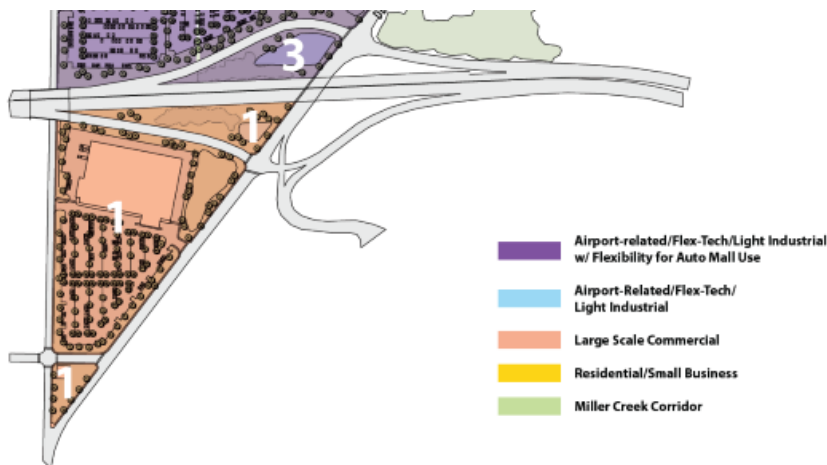 3
1
1
1
Airport-related/Flex-Tech/Light Industrial
w/ Flexibility for Auto Mall Use
Airport-Related/Flex-Tech/
Light Industrial
Large Scale Commercial
Residential/Small Business
Miller Creek Corridor